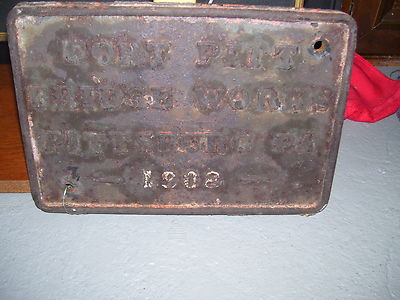 FORT PITT
BRIDGE WORKS
PITTSBURG PA
1902